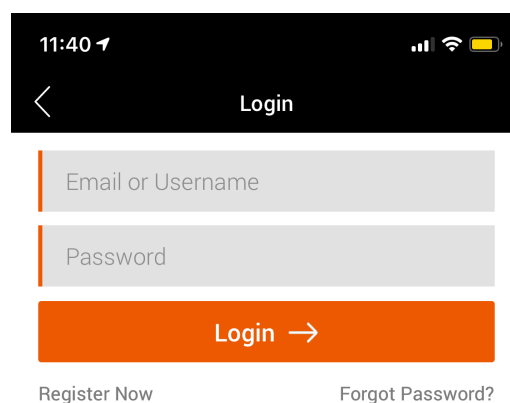 11:40
Login
Email or Username
Password
Login →
Register Now Forgot Password?